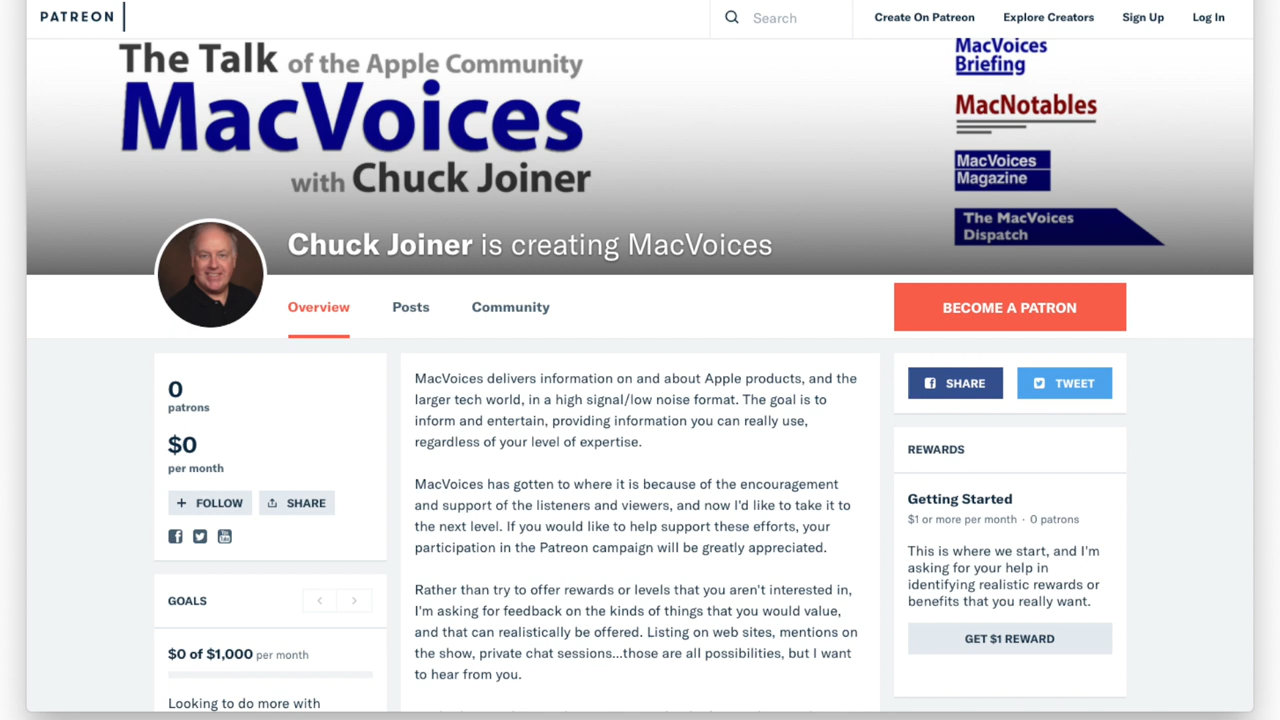 PATREON
Search
Create On Patreon
Explore Creators
Sign Up
Log In
The Talk of the Apple Community
MacVoices
with Chuck Joiner
MacVoices
Briefing
MacNotables
MacVoices
Magazine
The MacVoices
Dispatch
Chuck Joiner is creating MacVoices
Overview
Posts
Community
BECOME A PATRON
0
patrons
$0
per month
+ FOLLOW
SHARE
GOALS
$0 of $1,000 per month
Looking to do more with
MacVoices delivers information on and about Apple products, and the
larger tech world, in a high signal/low noise format. The goal is to
inform and entertain, providing information you can really use,
regardless of your level of expertise.
MacVoices has gotten to where it is because of the encouragement
and support of the listeners and viewers, and now I'd like to take it to
the next level. If you would like to help support these efforts, your
participation in the Patreon campaign will be greatly appreciated.
Rather than try to offer rewards or levels that you aren't interested in,
I'm asking for feedback on the kinds of things that you would value,
and that can realistically be offered. Listing on web sites, mentions on
the show, private chat sessions...those are all possibilities, but I want
to hear from you.
SHARE
TWEET
REWARDS
Getting Started
$1 or more per month · 0 patrons
This is where we start, and I'm
asking for your help in
identifying realistic rewards or
benefits that you really want.
GET $1 REWARD